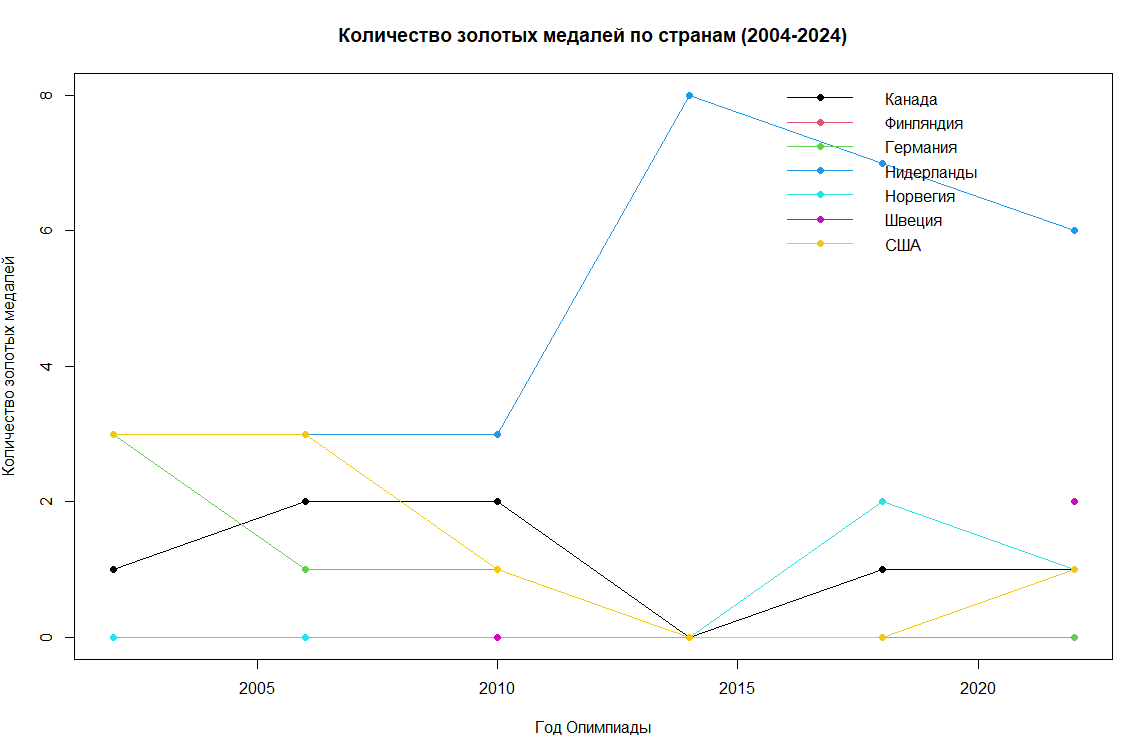 Количество золотых медалей по странам (2004-2024)
Количество золотых медалей
8
6
4
2
0
Канада
Финляндия
Германия
Нидерланды
Норвегия
Швеция
США
2005
2010
2015
2020
Год Олимпиады